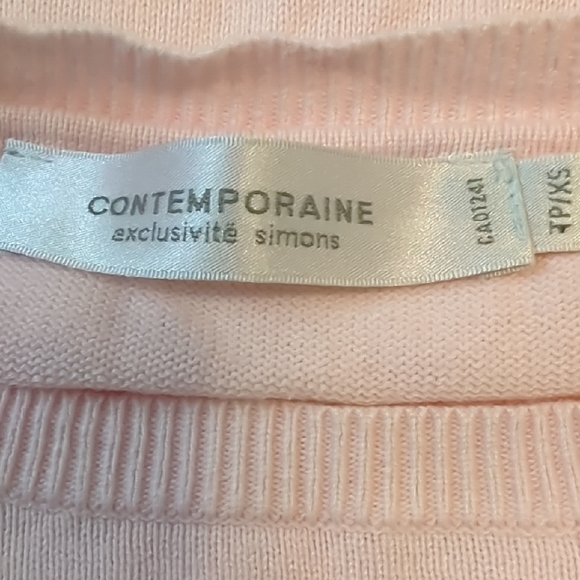 CONTEMPORAINE
exclusivité simons
CA01241
TP/XS